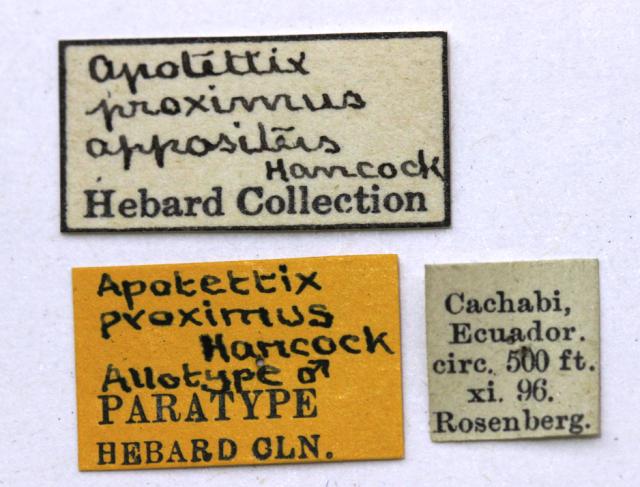 Apotettix
proximus
appositus
Hancock
Hebard Collection
Apotettix
proximus
Hancock
Allotype ♂
PARATYPE
HEBARD CLN.
Cachabi,
Ecuador.
circ. 500 ft.
xi. 96.
Rosenberg.